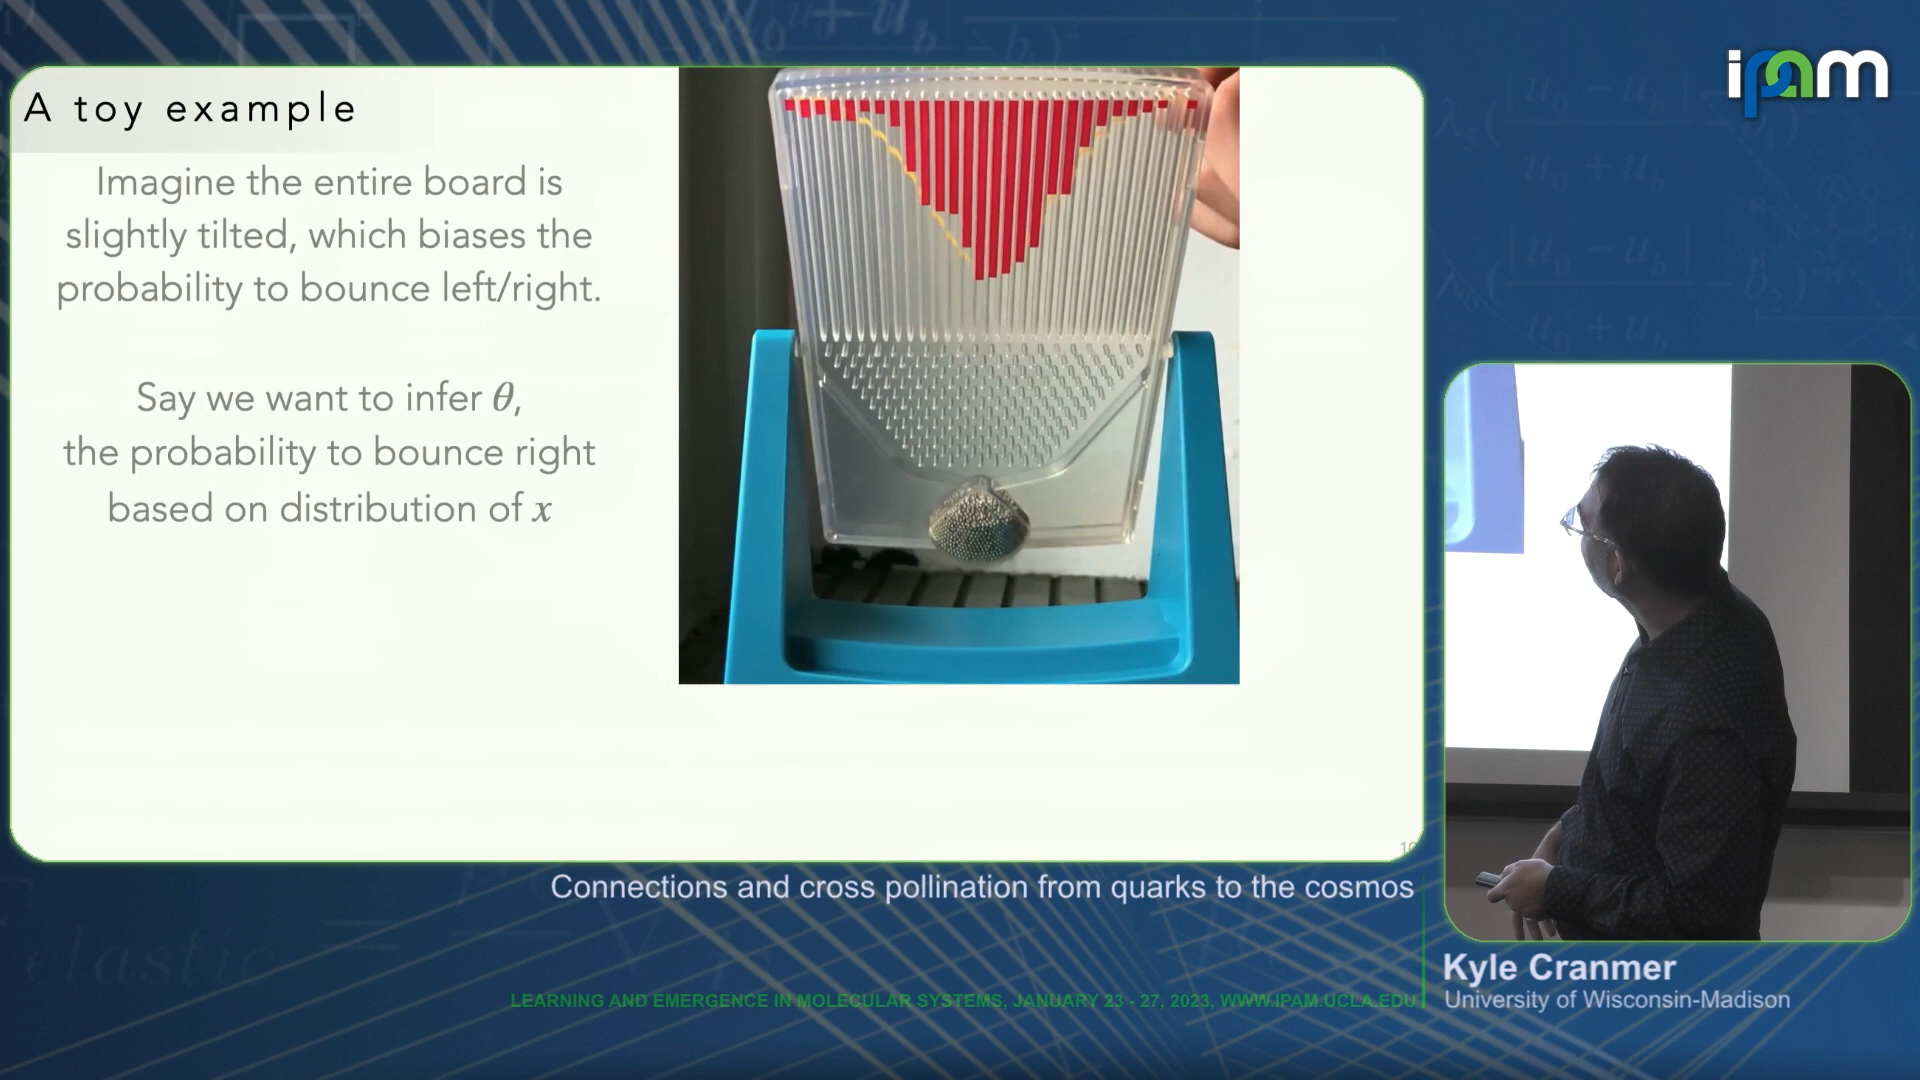 A toy example
Imagine the entire board is
slightly tilted, which biases the
probability to bounce left/right.
Say we want to infer θ,
the probability to bounce right
based on distribution of x
ipam
Connections and cross pollination from quarks to the cosmos
Kyle Cranmer
University of Wisconsin-Madison
LEARNING AND EMERGENCE IN MOLECULAR SYSTEMS, JANUARY 23 - 27, 2023, WWW.IPAM.UCLA.EDU
elastic